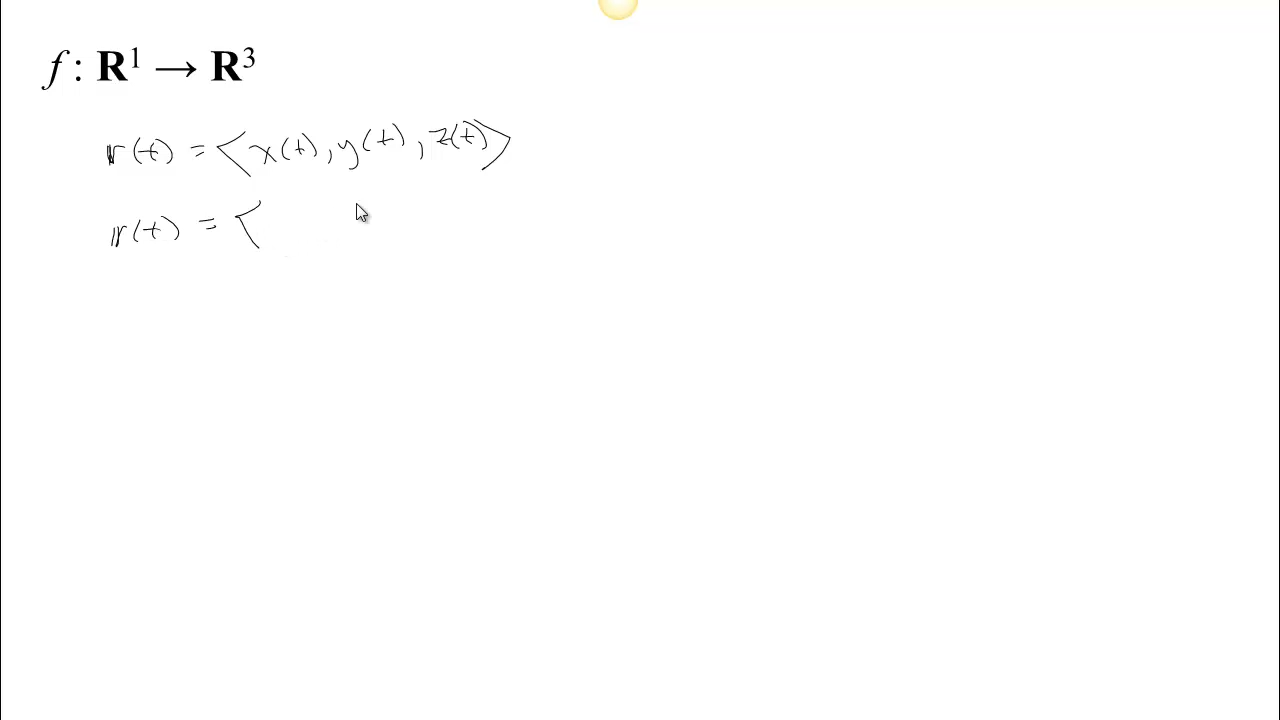 f : R¹ → R³
r(t) = ⟨x(t), y(t), z(t)⟩
r(t) = ⟨